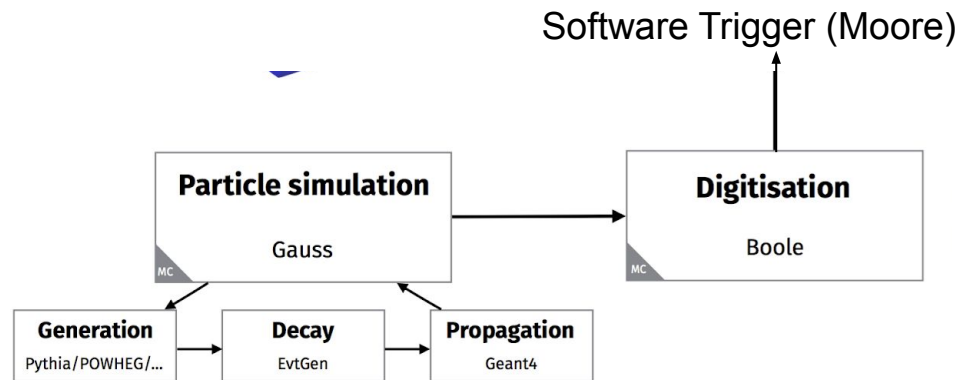 Software Trigger (Moore)
Particle simulation
Gauss
MC
Digitisation
Boole
MC
Generation
Pythia/POWHEG/...
Decay
EvtGen
Propagation
Geant4